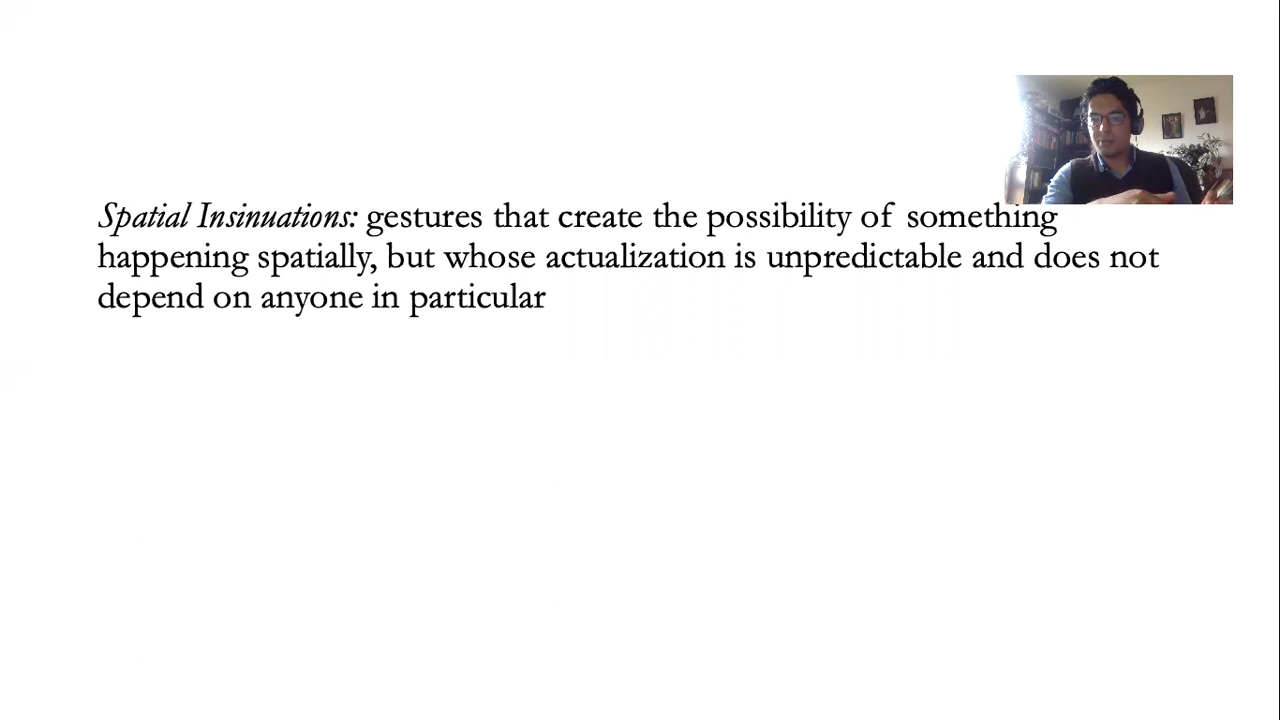 Spatial Insinuations: gestures that create the possibility of something
happening spatially, but whose actualization is unpredictable and does not
depend on anyone in particular